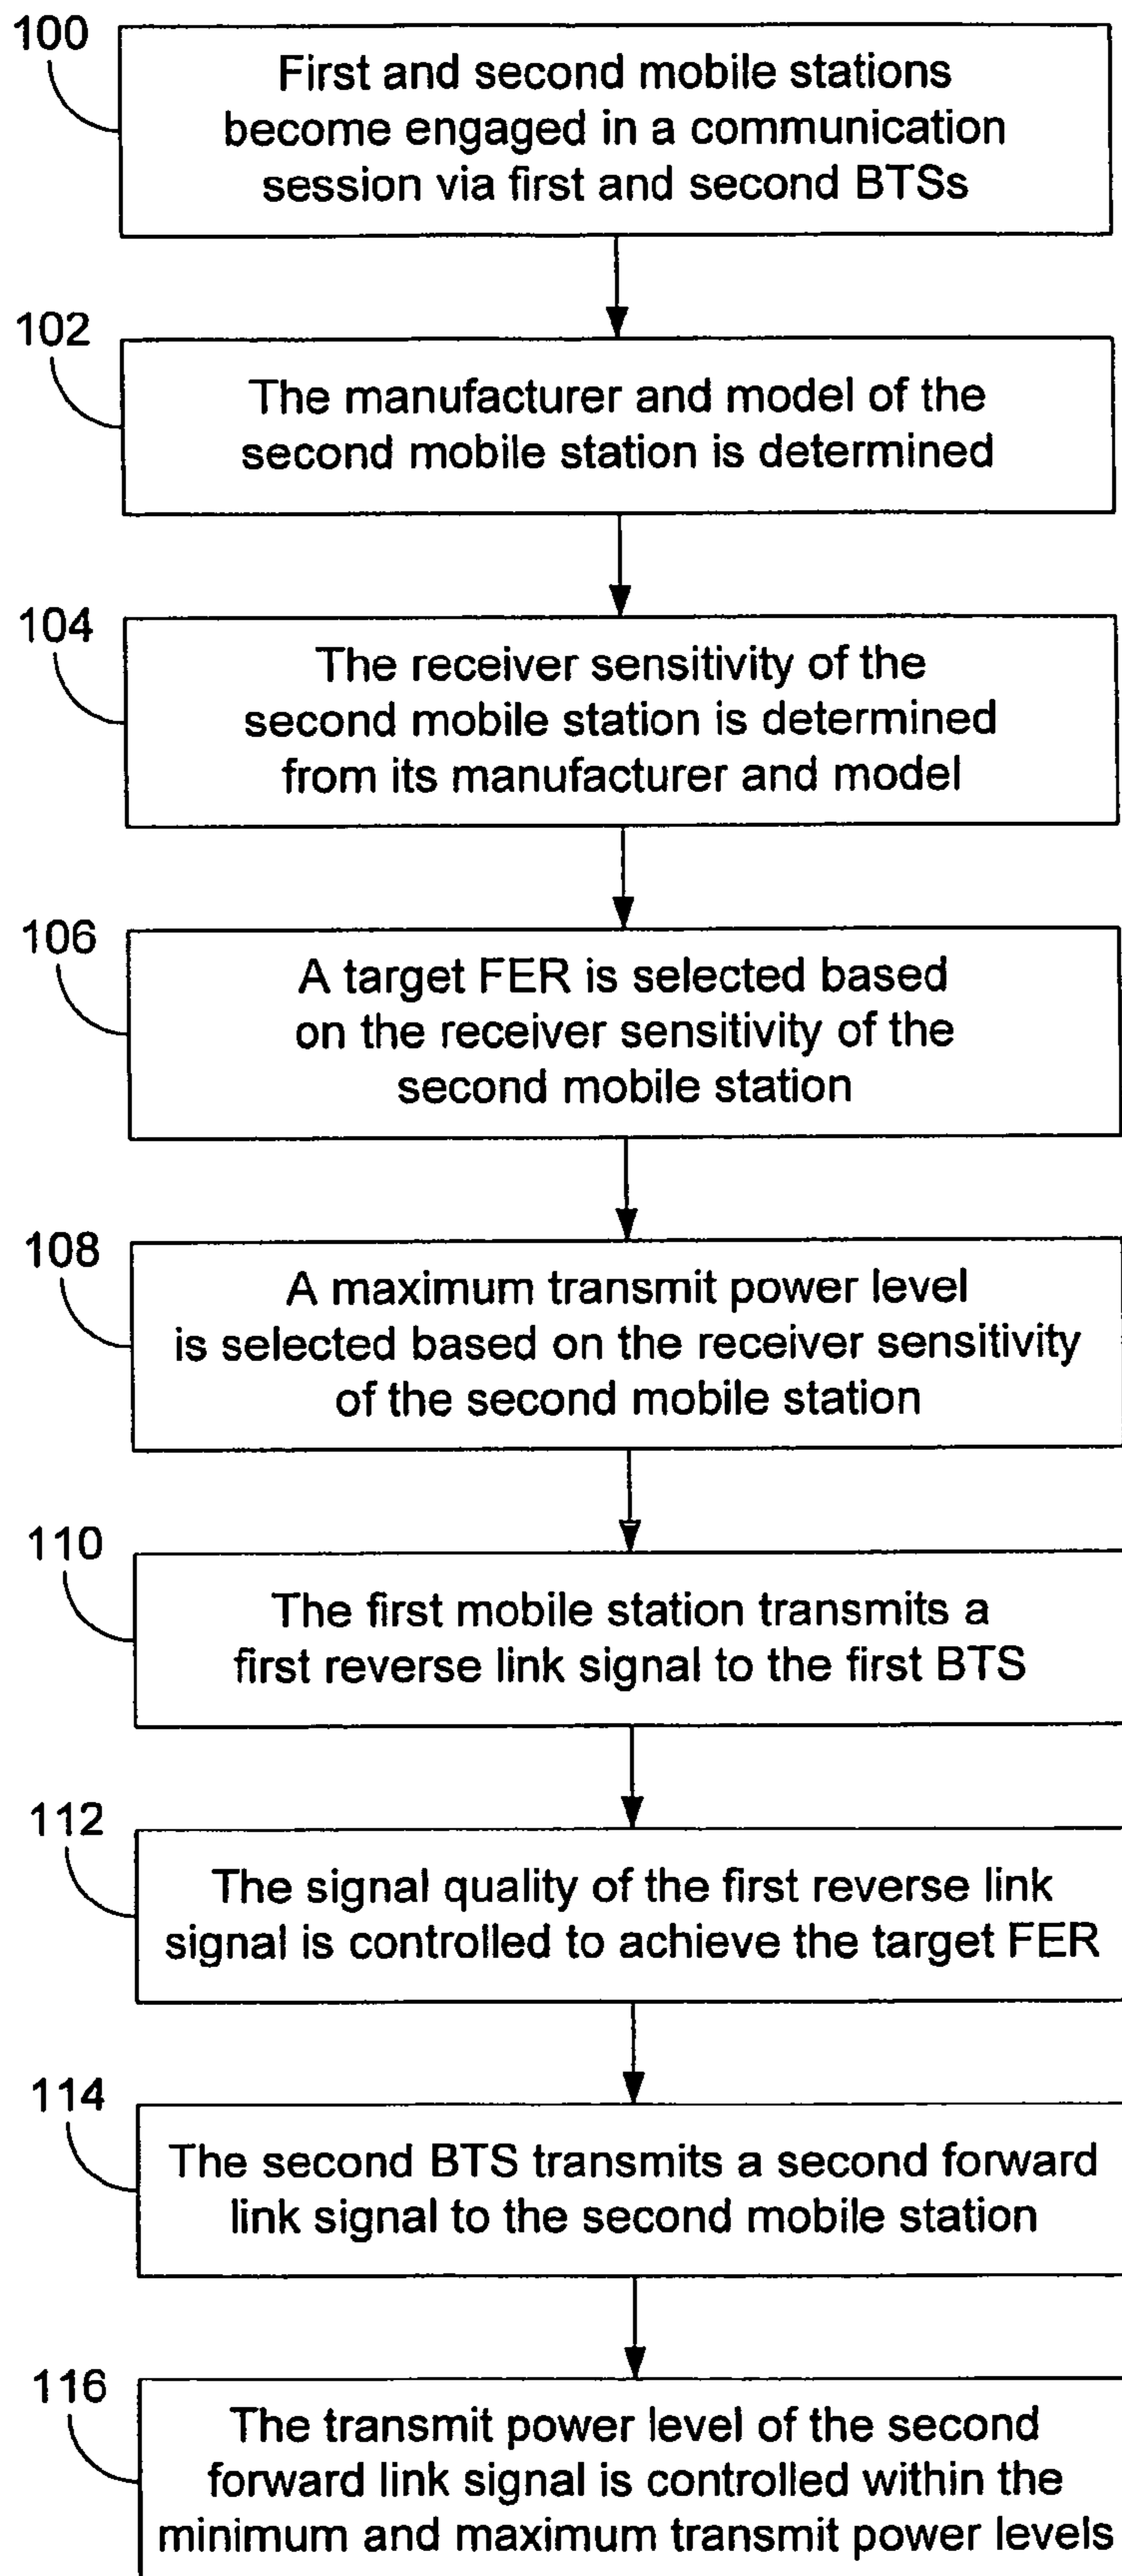 100
First and second mobile stations
become engaged in a communication
session via first and second BTSs
102
The manufacturer and model of the
second mobile station is determined
104
The receiver sensitivity of the
second mobile station is determined
from its manufacturer and model
106
A target FER is selected based
on the receiver sensitivity of the
second mobile station
108
A maximum transmit power level
is selected based on the receiver sensitivity
of the second mobile station
110
The first mobile station transmits a
first reverse link signal to the first BTS
112
The signal quality of the first reverse link
signal is controlled to achieve the target FER
114
The second BTS transmits a second forward
link signal to the second mobile station
116
The transmit power level of the second
forward link signal is controlled within the
minimum and maximum transmit power levels